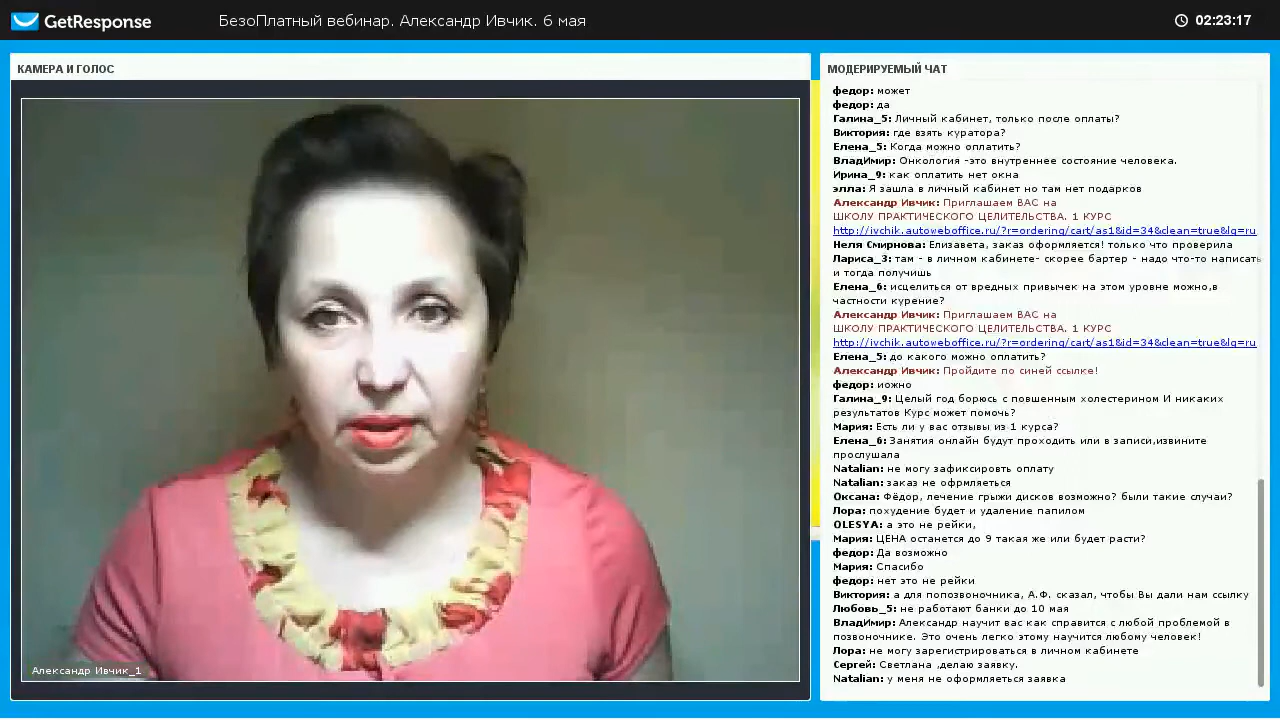 GetResponse
БезоПлатный вебинар. Александр Ивчик. 6 мая
02:23:17
КАМЕРА И ГОЛОС
Александр Ивчик_1
МОДЕРИРУЕМЫЙ ЧАТ
федор: может
федор: да
Галина_5: Личный кабинет, только после оплаты?
Виктория: где взять куратора?
Елена_5: Когда можно оплатить?
ВладИмир: Онкология -это внутреннее состояние человека.
Ирина_9: как оплатить нет окна
элла: Я зашла в личный кабинет но там нет подарков
Александр Ивчик: Приглашаем ВАС на
ШКОЛУ ПРАКТИЧЕСКОГО ЦЕЛИТЕЛЬСТВА. 1 КУРС
http://ivchik.autoweboffice.ru/?r=ordering/cart/as1&id=34&clean=true&lg=ru
Неля Смирнова: Елизавета, заказ оформляется! только что проверила
Лариса_3: там - в личном кабинете- скорее бартер - надо что-то написать
и тогда получишь
Елена_6: исцелиться от вредных привычек на этом уровне можно,в
частности курение?
Александр Ивчик: Приглашаем ВАС на
ШКОЛУ ПРАКТИЧЕСКОГО ЦЕЛИТЕЛЬСТВА. 1 КУРС
http://ivchik.autoweboffice.ru/?r=ordering/cart/as1&id=34&clean=true&lg=ru
Елена_5: до какого можно оплатить?
Александр Ивчик: Пройдите по синей ссылке!
федор: иожно
Галина_9: Целый год борюсь с повшенным холестерином И никаких
результатов Курс может помочь?
Мария: Есть ли у вас отзывы из 1 курса?
Елена_6: Занятия онлайн будут проходить или в записи,извините
прослушала
Natalian: не могу зафиксировть оплату
Natalian: заказ не офрмляеться
Оксана: Фёдор, лечение грыжи дисков возможно? были такие случаи?
Лора: похудение будет и удаление папилом
OLESYA: а это не рейки,
Мария: ЦЕНА останется до 9 такая же или будет расти?
федор: Да возможно
Мария: Спасибо
федор: нет это не рейки
Виктория: а для попозвоночника, А.Ф. сказал, чтобы Вы дали нам ссылку
Любовь_5: не работают банки до 10 мая
ВладИмир: Александр научит вас как справится с любой проблемой в
позвоночнике. Это очень легко этому научится любому человек!
Лора: не могу зарегистрироваться в личном кабинете
Сергей: Светлана ,делаю заявку.
Natalian: у меня не оформляеться заявка